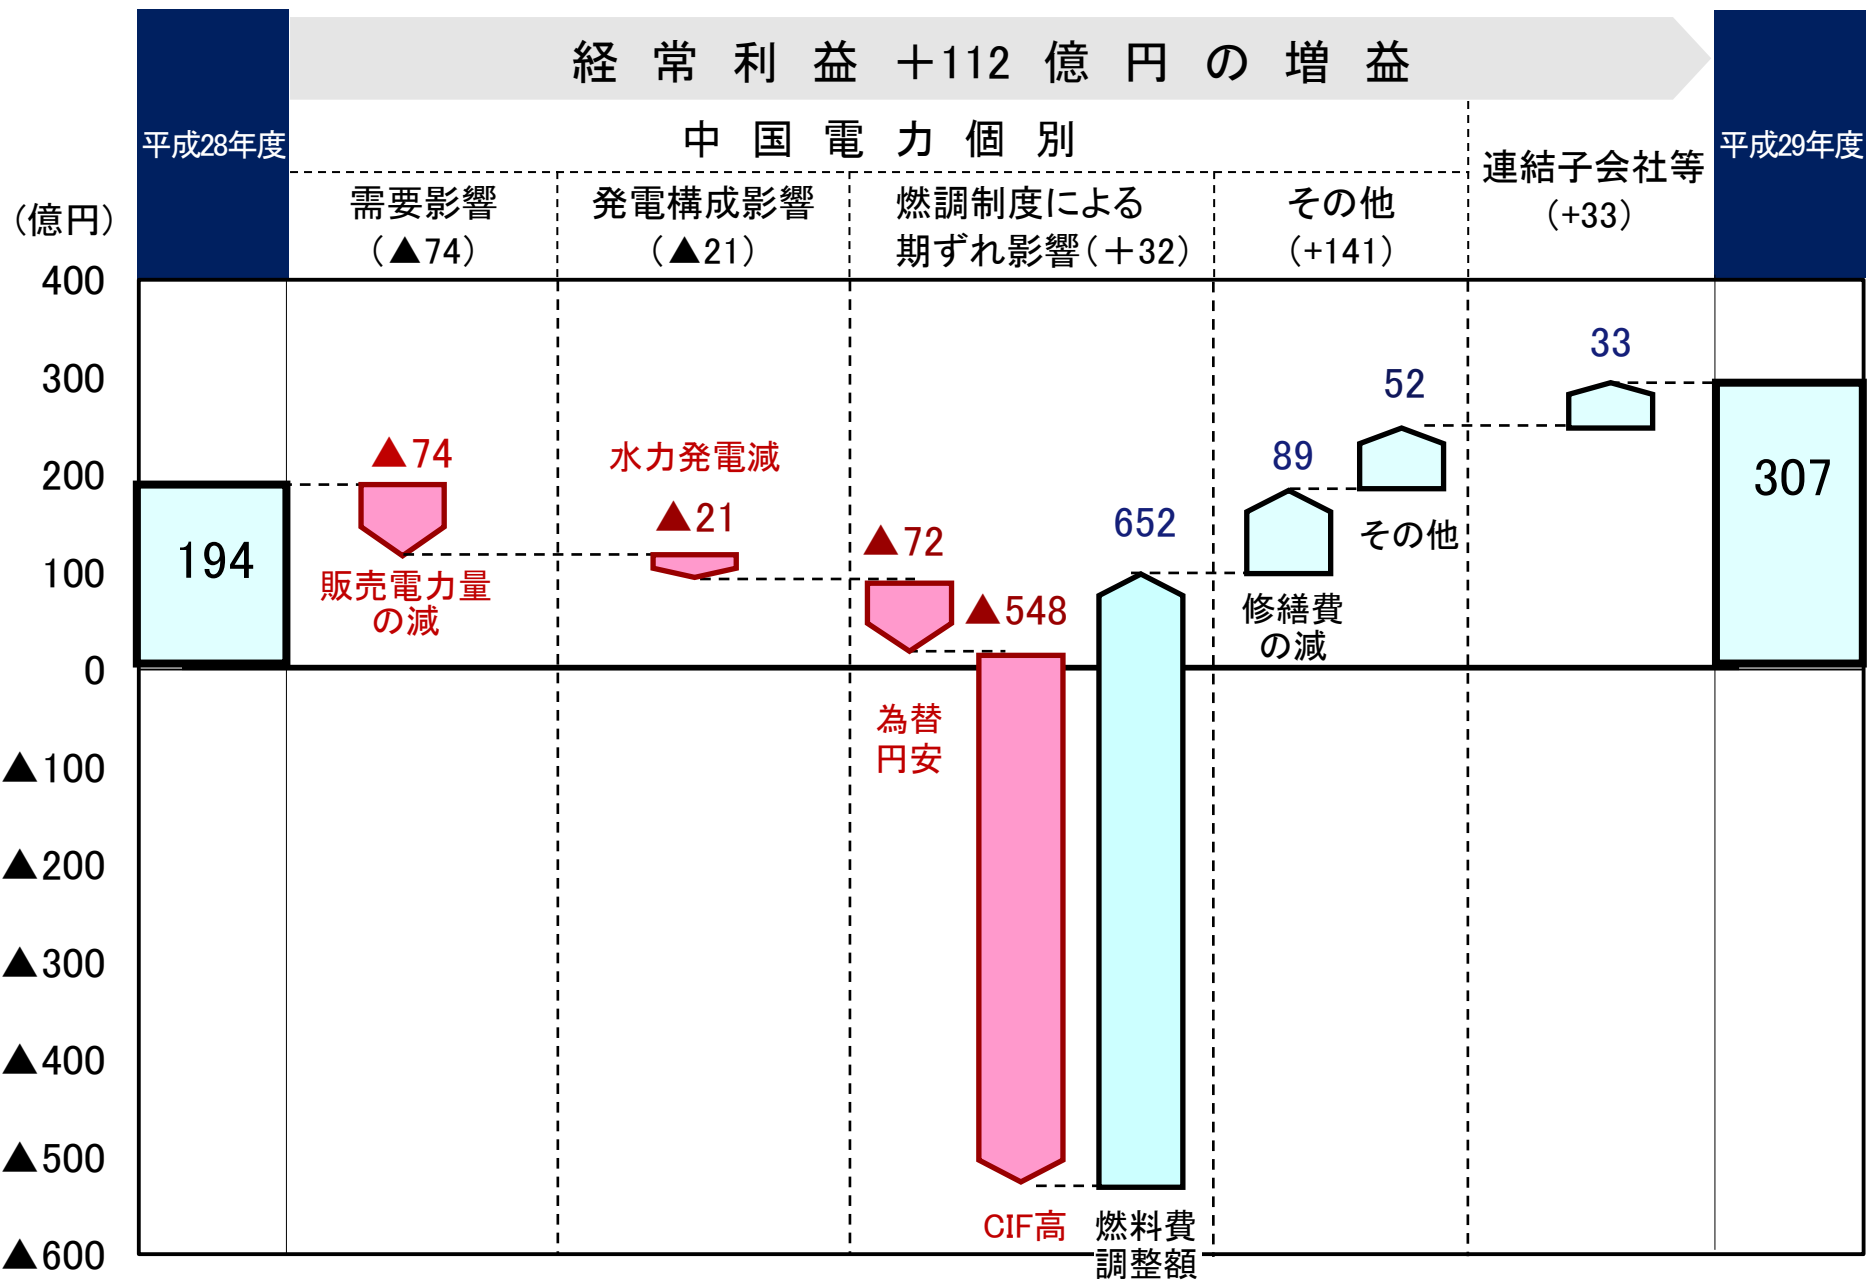 経常利益 ＋112 億円の増益
平成28年度
中国電力個別
平成29年度
連結子会社等
(+33)
需要影響
(▲74)
発電構成影響
(▲21)
燃調制度による
期ずれ影響(＋32)
その他
(+141)
(億円)
400
300
200
100
0
▲100
▲200
▲300
▲400
▲500
▲600
194
▲74
販売電力量
の減
水力発電減
▲21
▲72
為替
円安
▲548
CIF高
652
燃料費
調整額
89
修繕費
の減
52
その他
33
307